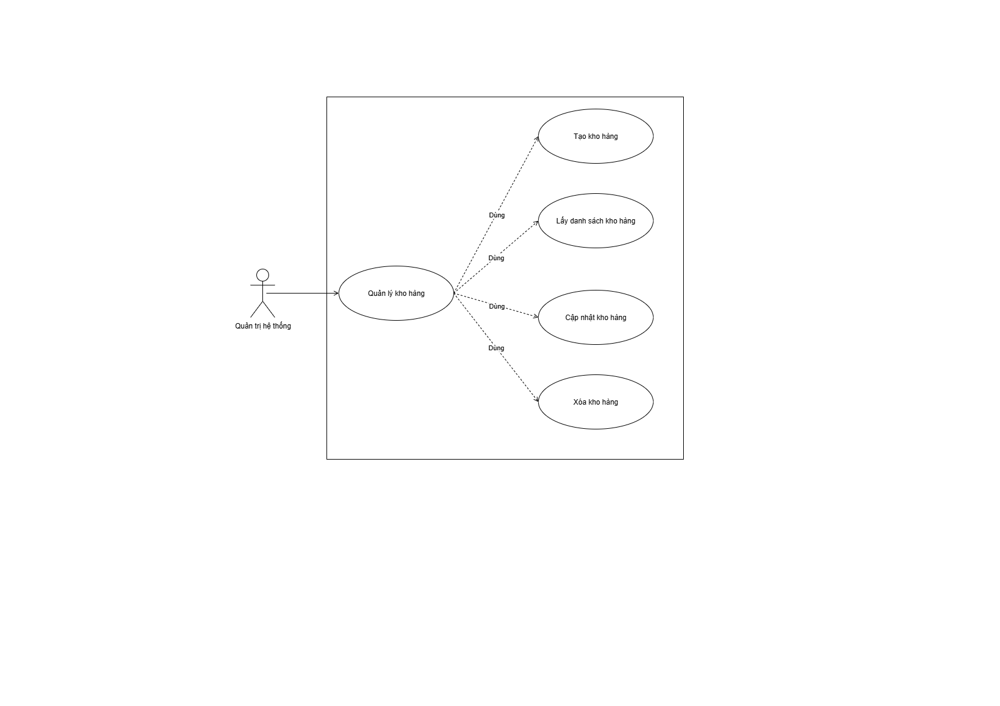 Tạo kho hàng
Dùng
Lấy danh sách kho hàng
Dùng
Quản lý kho hàng
Quản trị hệ thống
Dùng
Cập nhật kho hàng
Dùng
Xóa kho hàng